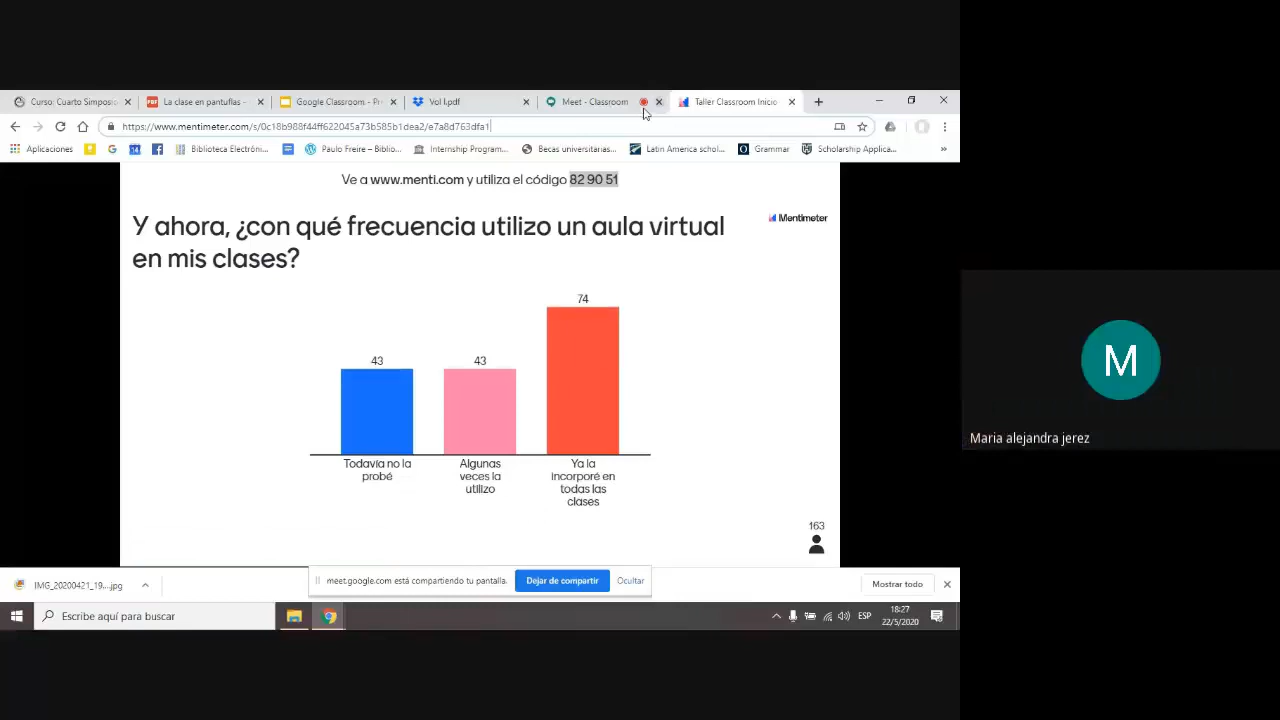 Curso: Cuarto Simposio
La clase en pantuflas -
Google Classroom - Pr
Vol I.pdf
Meet - Classroom
Taller Classroom Inicio
https://www.mentimeter.com/s/0c18b988f44ff622045a73b585b1dea2/e7a8d763dfa1
Aplicaciones
Biblioteca Electróni...
Paulo Freire – Biblio...
Internship Program...
Becas universitarias...
Latin America schol...
Grammar
Scholarship Applica...
»
Ve a www.menti.com y utiliza el código 82 90 51
Mentimeter
Y ahora, ¿con qué frecuencia utilizo un aula virtual
en mis clases?
74
43
43
Todavía no la
probé
Algunas
veces la
utilizo
Ya la
incorporé en
todas las
clases
163
M
Maria alejandra jerez
IMG_20200421_19....jpg
meet.google.com está compartiendo tu pantalla.
Dejar de compartir
Ocultar
Mostrar todo
Escribe aquí para buscar
ESP
18:27
22/5/2020